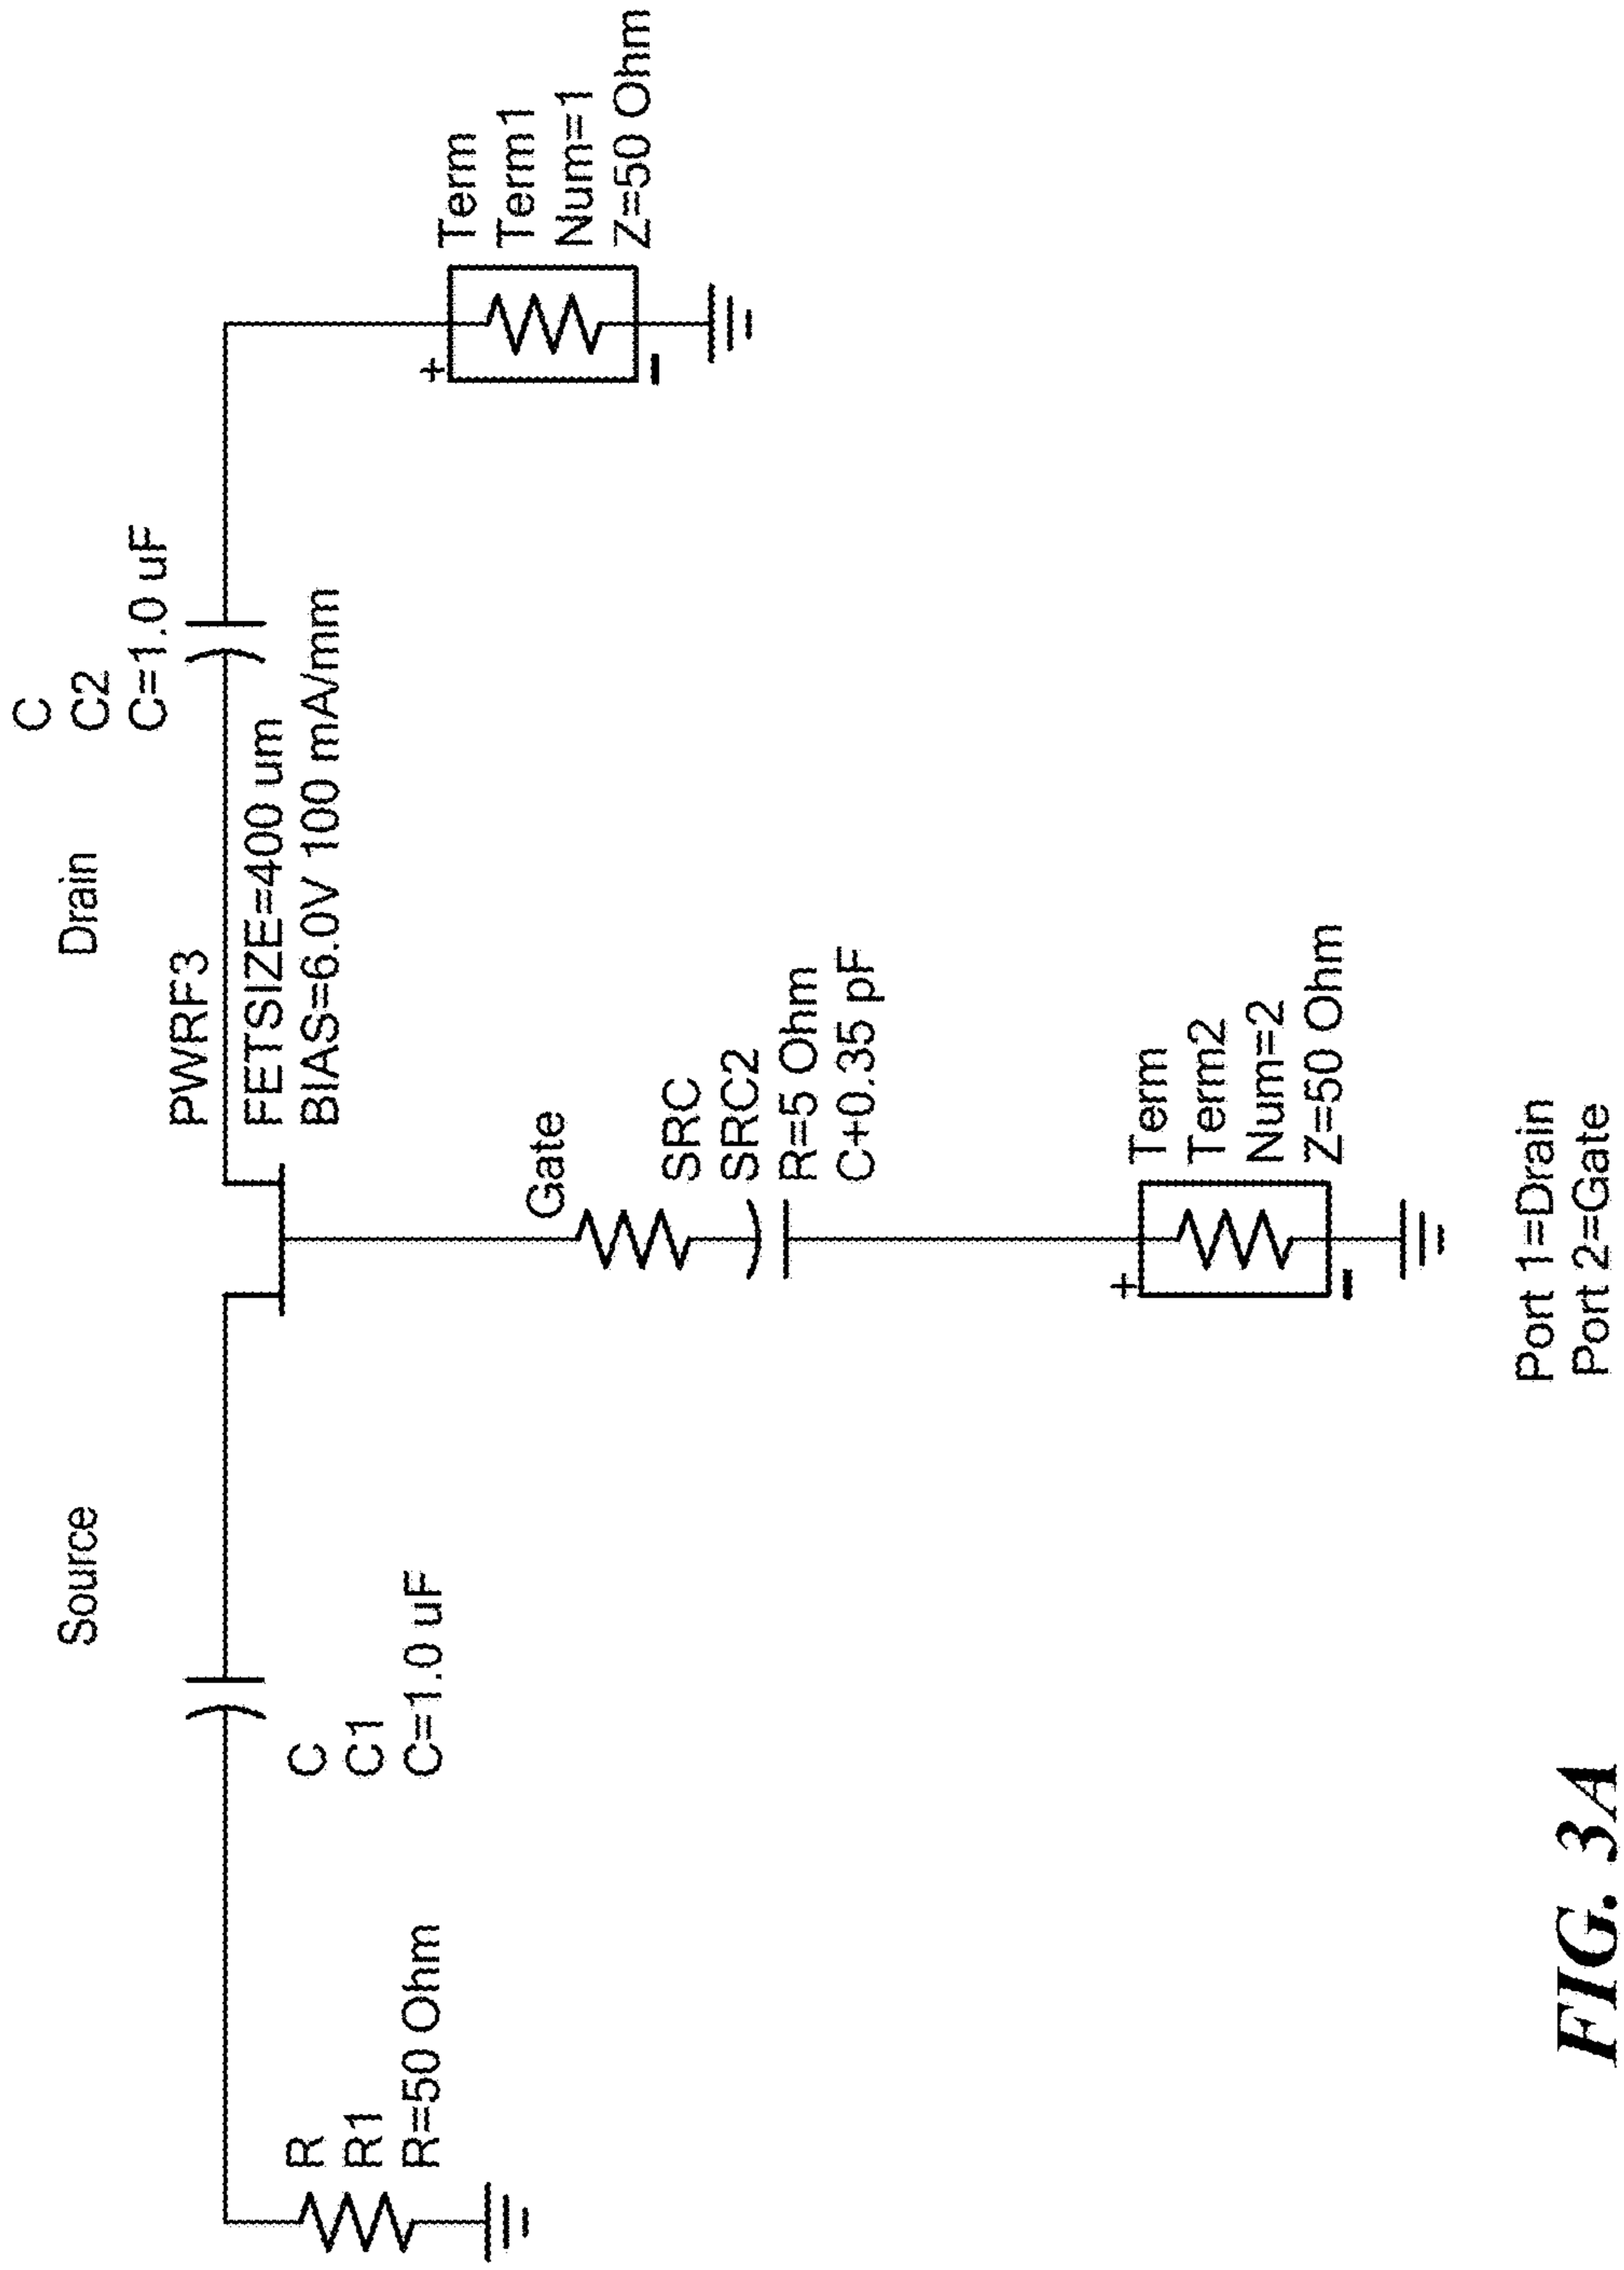 Source
Drain
C
C2
C=1.0 uF
PWRF3
FETSIZE=400 um
BIAS=6.0V 100 mA/mm
R
R1
R=50 Ohm
C
C1
C=1.0 uF
Gate
SRC
SRC2
R=5 Ohm
C+0.35 pF
+
Term
Term1
Num=1
Z=50 Ohm
+
Term
Term2
Num=2
Z=50 Ohm
Port 1=Drain
Port 2=Gate
FIG. 3A